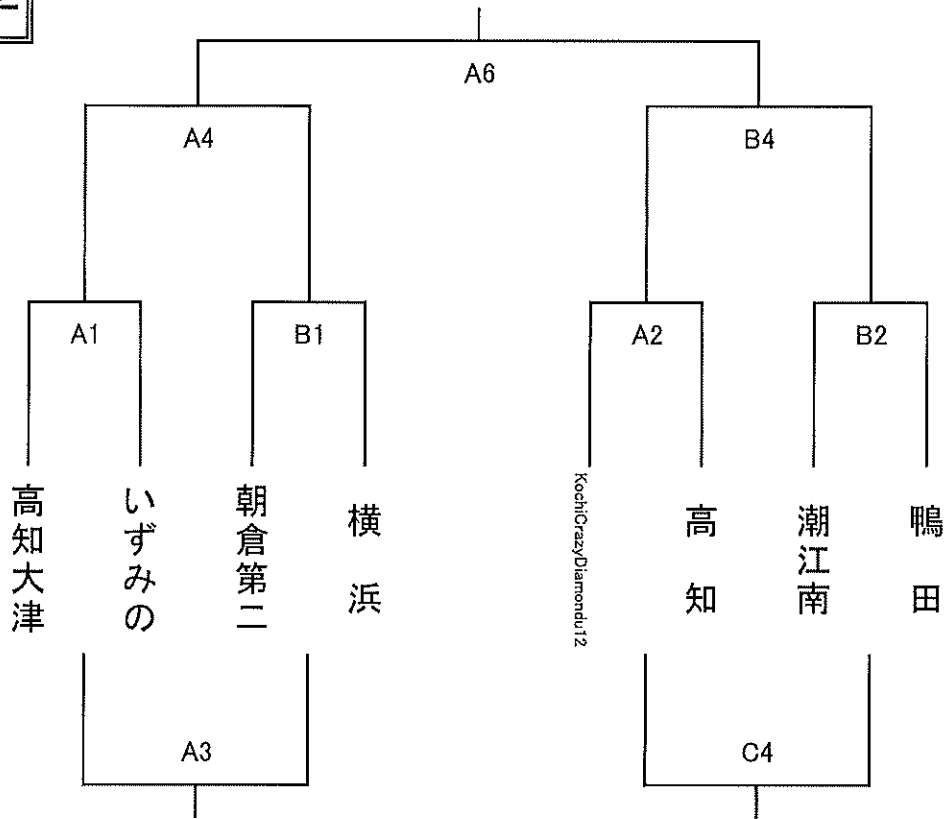 A6
A4
B4
A1
B1
A2
B2
高知大津
いずみの
朝倉第二
横浜
KochiCrazyDiamondu12
高知
潮江南
鴨田
A3
C4